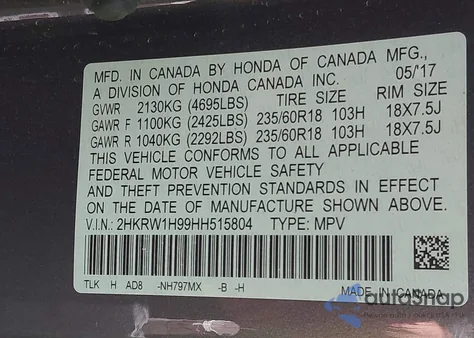 MFD. IN CANADA BY HONDA OF CANADA MFG.,
A DIVISION OF HONDA CANADA INC. 05/'17
GVWR 2130KG (4695LBS) TIRE SIZE RIM SIZE
GAWR F 1100KG (2425LBS) 235/60R18 103H 18X7.5J
GAWR R 1040KG (2292LBS) 235/60R18 103H 18X7.5J
THIS VEHICLE CONFORMS TO ALL APPLICABLE
FEDERAL MOTOR VEHICLE SAFETY
AND THEFT PREVENTION STANDARDS IN EFFECT
ON THE DATE OF MANUFACTURE SHOWN ABOVE.
V.I.N.: 2HKRW1H99HH515804 TYPE: MPV
TLK H AD8 -NH797MX -B -H MADE IN CANADA
autoSnap